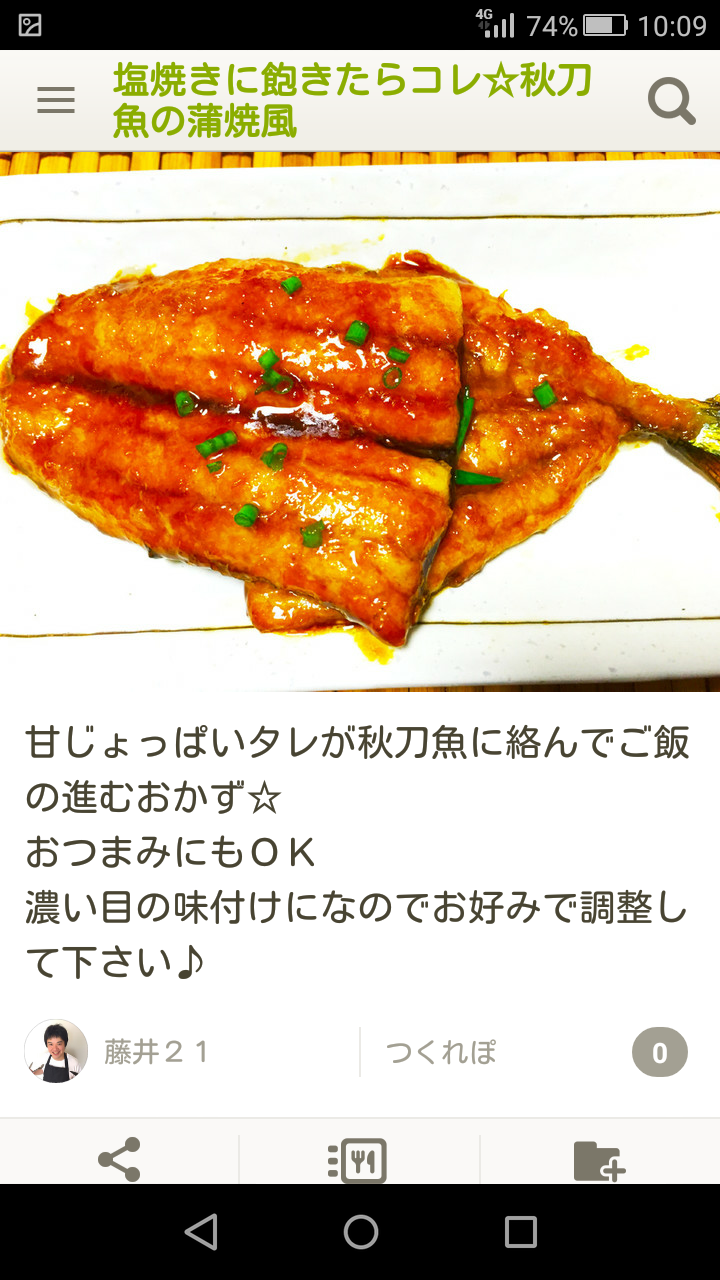 4G 74% 10:09
塩焼きに飽きたらコレ☆秋刀
魚の蒲焼風
甘じょっぱいタレが秋刀魚に絡んでご飯
の進むおかず☆
おつまみにもＯＫ
濃い目の味付けになのでお好みで調整し
て下さい♪
藤井２１ つくれぽ 0